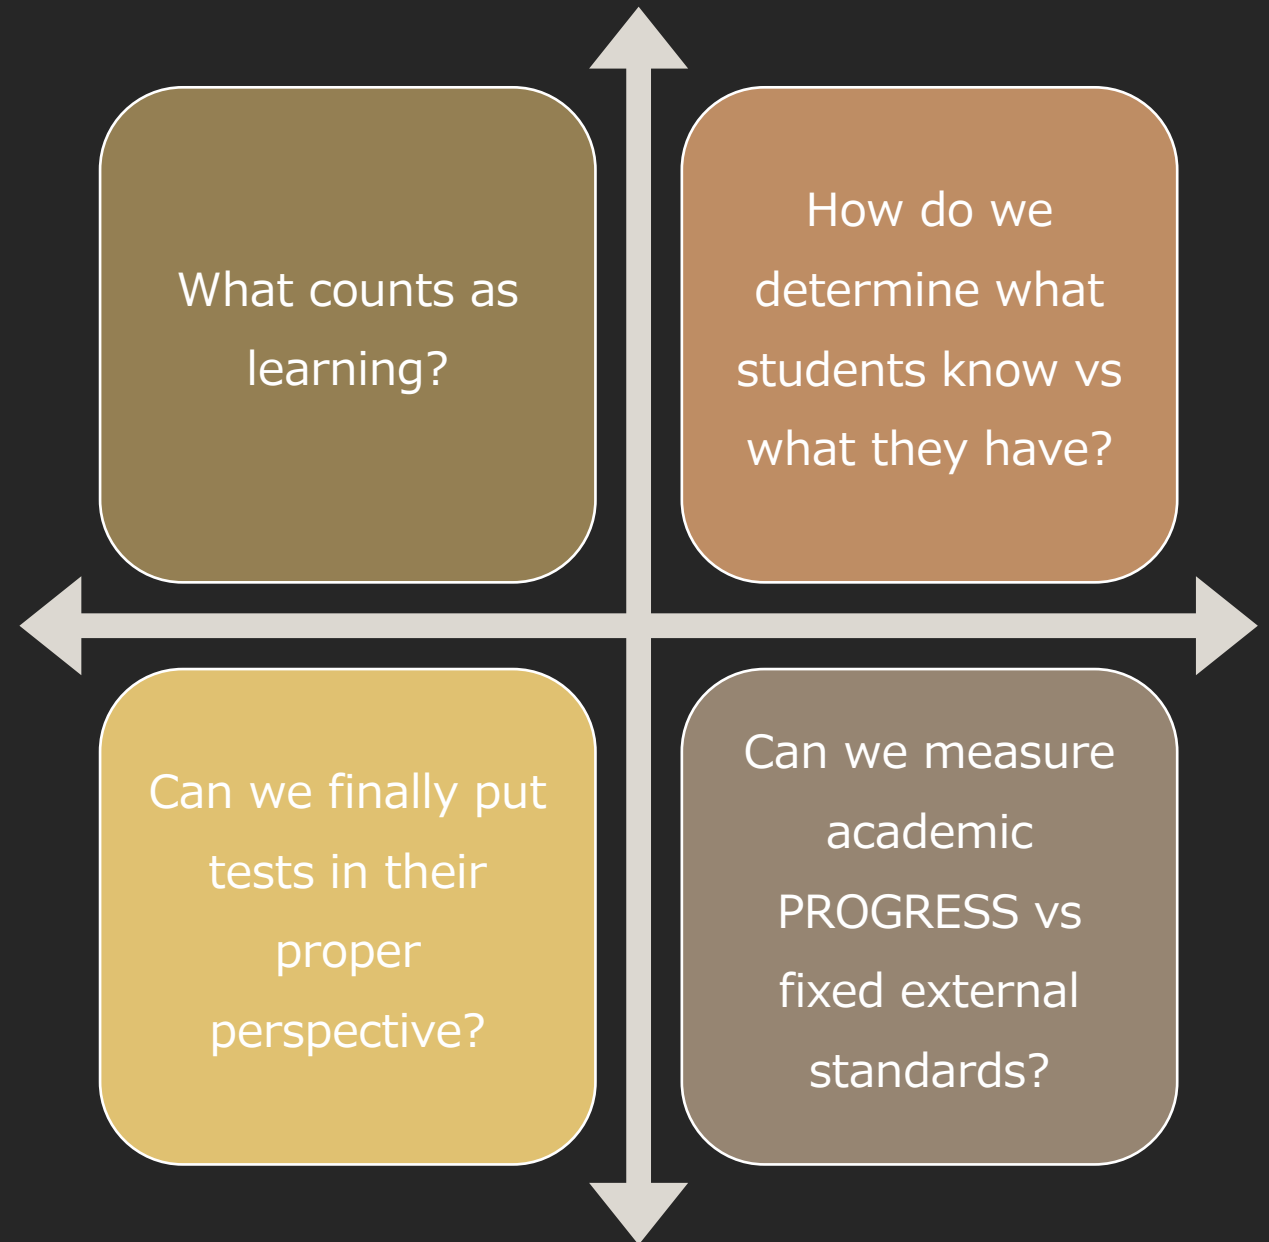 What counts as
learning?
How do we
determine what
students know vs
what they have?
Can we finally put
tests in their
proper
perspective?
Can we measure
academic
PROGRESS vs
fixed external
standards?